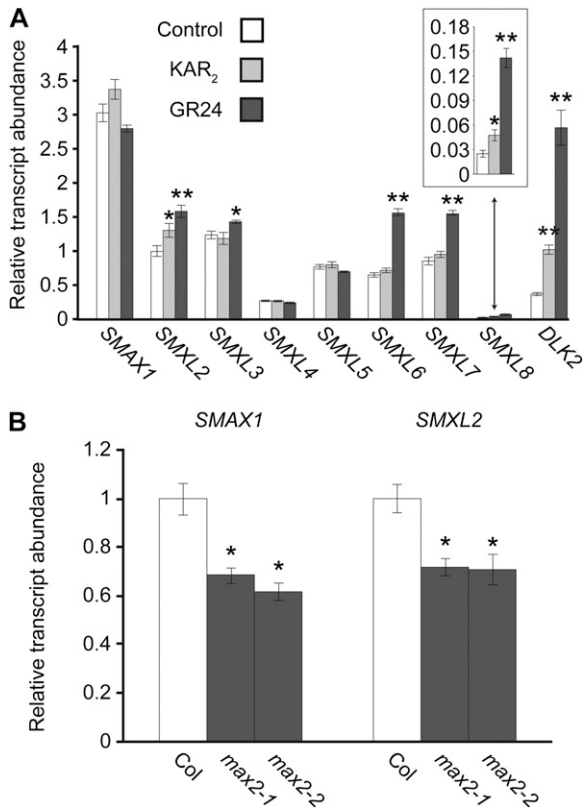 A
Control
KAR2
GR24
Relative transcript abundance
4
3.5
3
2.5
2
1.5
1
0.5
0
0.18
0.15
0.12
0.09
0.06
0.03
0
*
**
*
**
*
**
**
**
**
SMAX1
SMXL2
SMXL3
SMXL4
SMXL5
SMXL6
SMXL7
SMXL8
DLK2
B
SMAX1
SMXL2
Relative transcript abundance
1.2
1
0.8
0.6
0.4
0.2
0
*
*
*
*
Col
max2-1
max2-2
Col
max2-1
max2-2